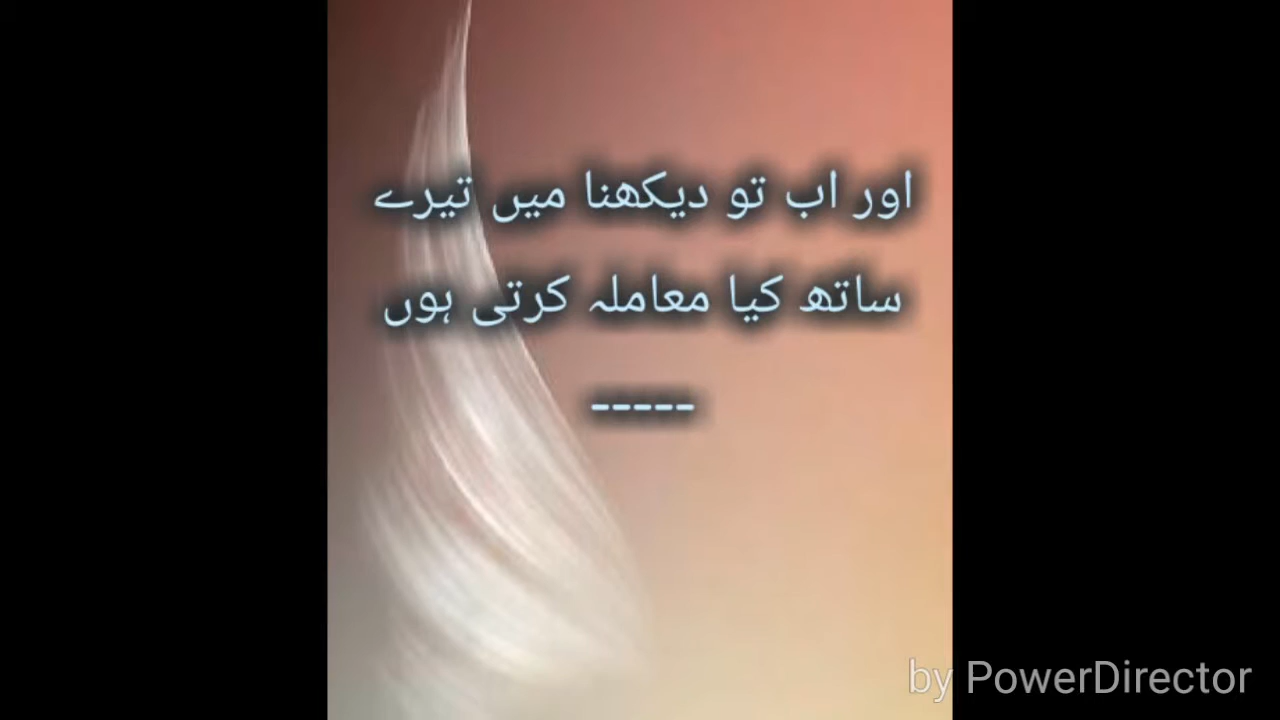 اور اب تو دیکھنا میں تیرے
ساتھ کیا معاملہ کرتی ہوں
-----
by PowerDirector